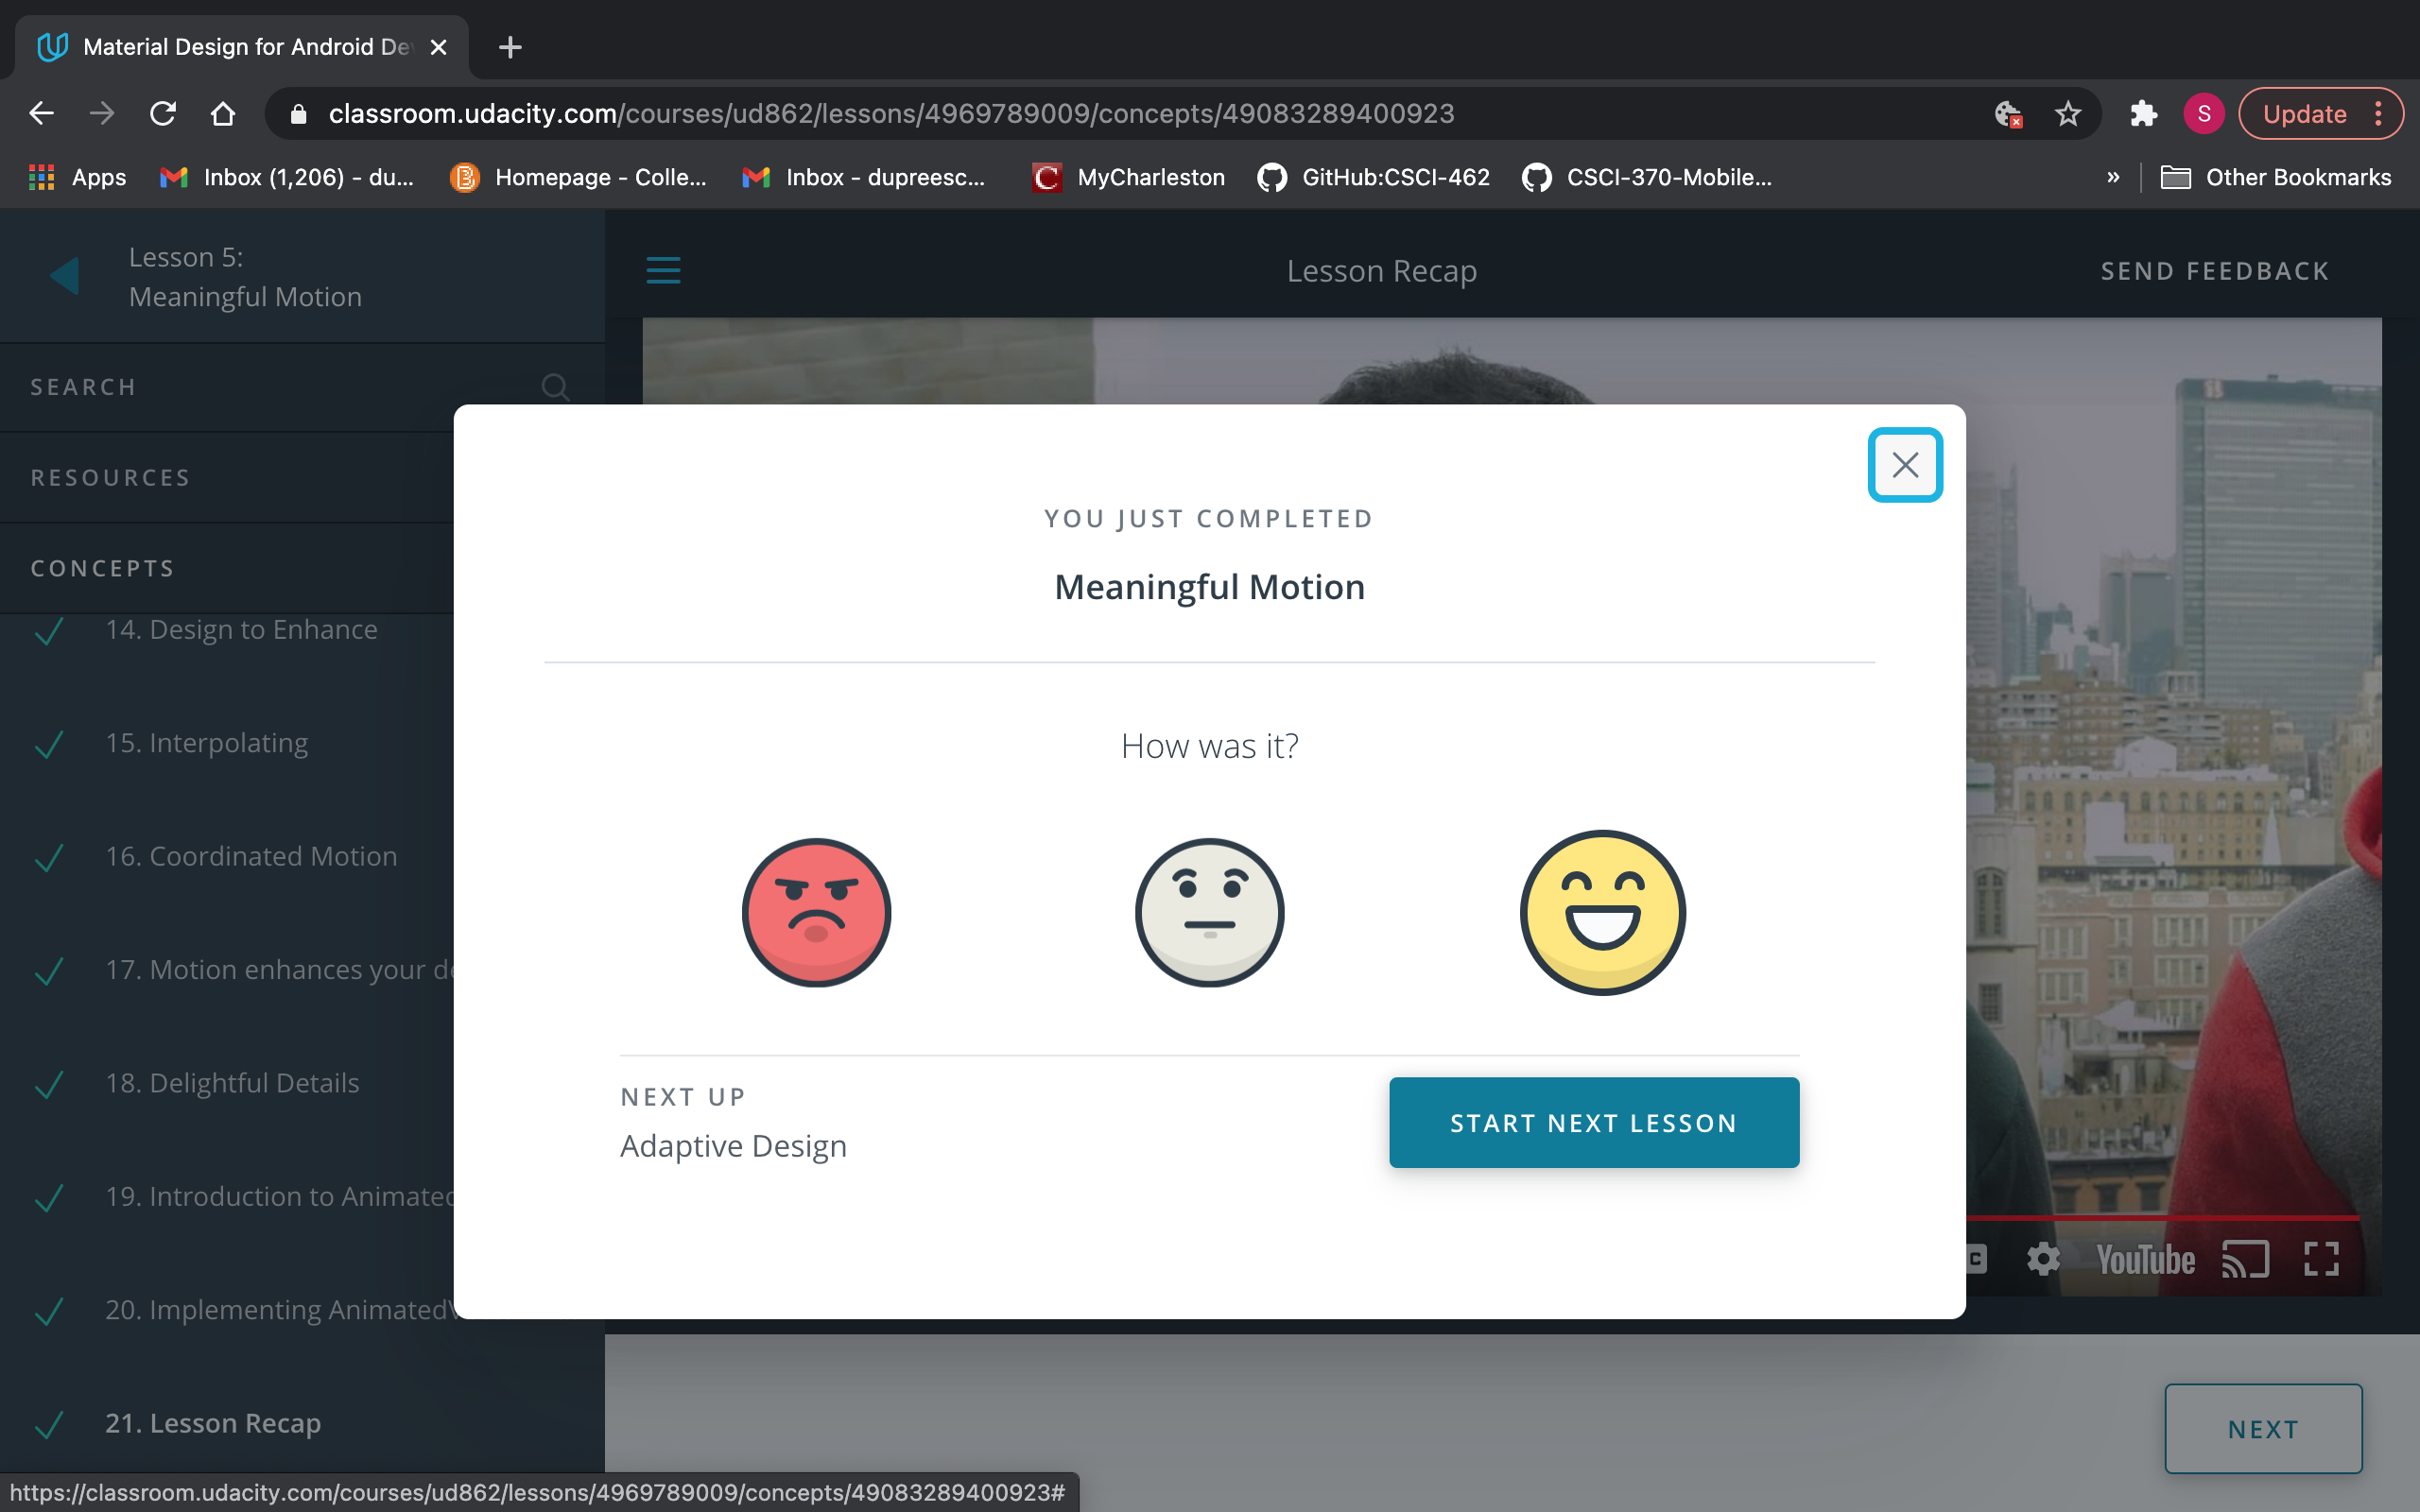 Material Design for Android De
classroom.udacity.com/courses/ud862/lessons/4969789009/concepts/49083289400923
S
Update
Apps
Inbox (1,206) - du...
Homepage - Colle...
Inbox - dupreesc...
MyCharleston
GitHub:CSCI-462
CSCI-370-Mobile...
»
Other Bookmarks
Lesson 5:
Meaningful Motion
Lesson Recap
SEND FEEDBACK
SEARCH
RESOURCES
CONCEPTS
14. Design to Enhance
15. Interpolating
16. Coordinated Motion
17. Motion enhances your de
18. Delightful Details
19. Introduction to Animated
20. Implementing AnimatedV
21. Lesson Recap
YOU JUST COMPLETED
Meaningful Motion
How was it?
NEXT UP
Adaptive Design
START NEXT LESSON
YouTube
NEXT
https://classroom.udacity.com/courses/ud862/lessons/4969789009/concepts/49083289400923#